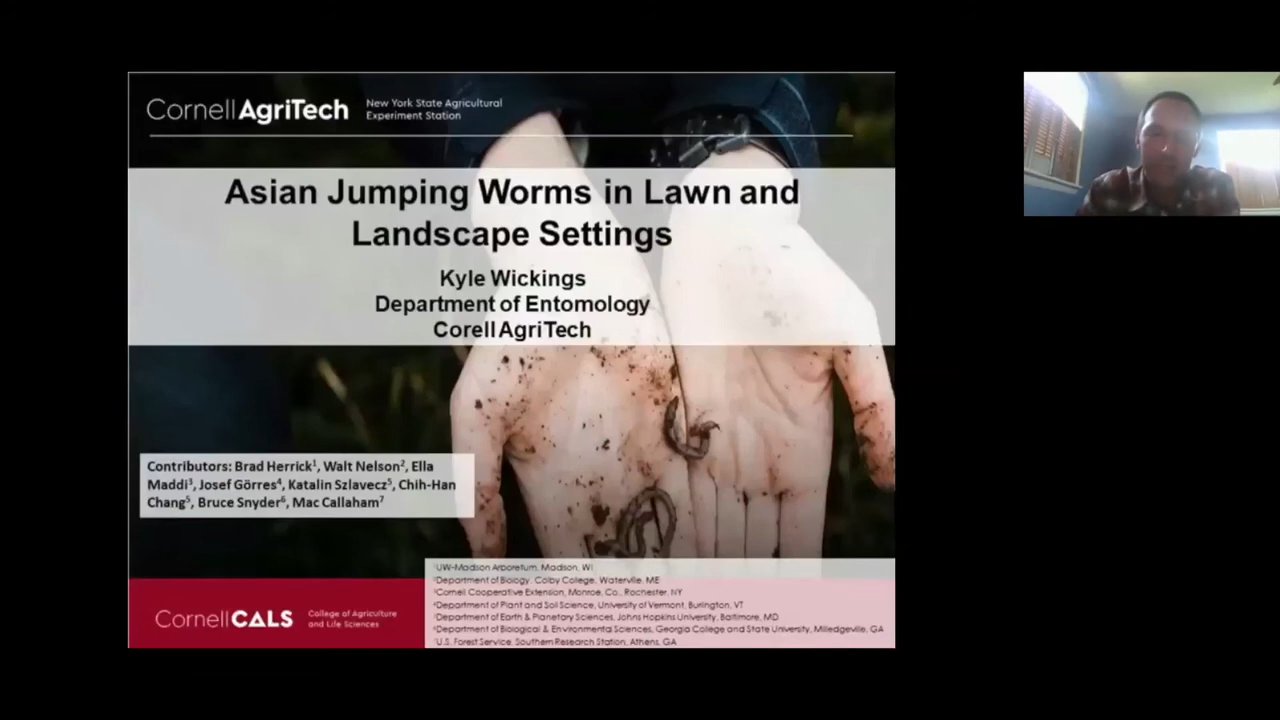 Cornell AgriTech
New York State Agricultural
Experiment Station
Asian Jumping Worms in Lawn and
Landscape Settings
Kyle Wickings
Department of Entomology
Corell AgriTech
Contributors: Brad Herrick¹, Walt Nelson², Ella
Maddi³, Josef Görres⁴, Katalin Szlavecz⁵, Chih-Han
Chang⁵, Bruce Snyder⁶, Mac Callaham⁷
¹UW-Madison Arboretum, Madison, WI
²Department of Biology, Colby College, Waterville, ME
³Cornell Cooperative Extension, Monroe, Co., Rochester, NY
⁴Department of Plant and Soil Science, University of Vermont, Burlington, VT
⁵Department of Earth & Planetary Sciences, Johns Hopkins University, Baltimore, MD
⁶Department of Biological & Environmental Sciences, Georgia College and State University, Milledgeville, GA
⁷U.S. Forest Service, Southern Research Station, Athens, GA
CornellCALS
College of Agriculture
and Life Sciences